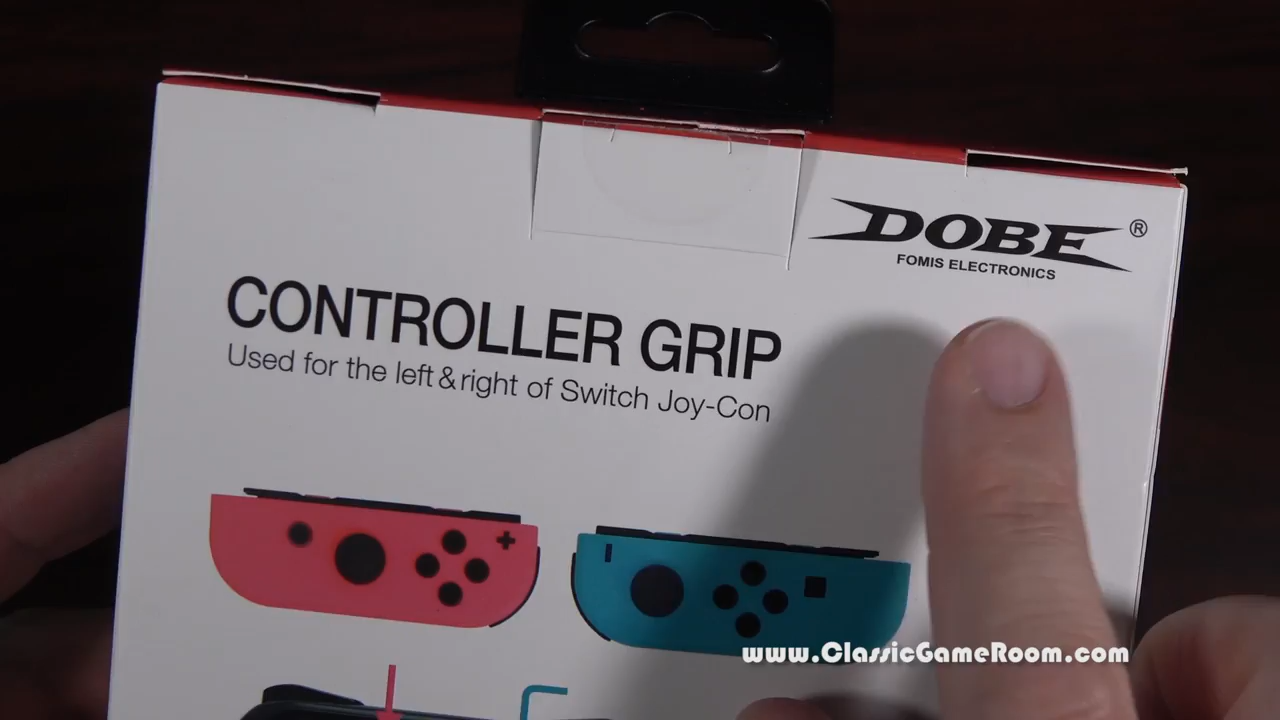 DOBE ®
FOMIS ELECTRONICS
CONTROLLER GRIP
Used for the left & right of Switch Joy-Con
www.ClassicGameRoom.com